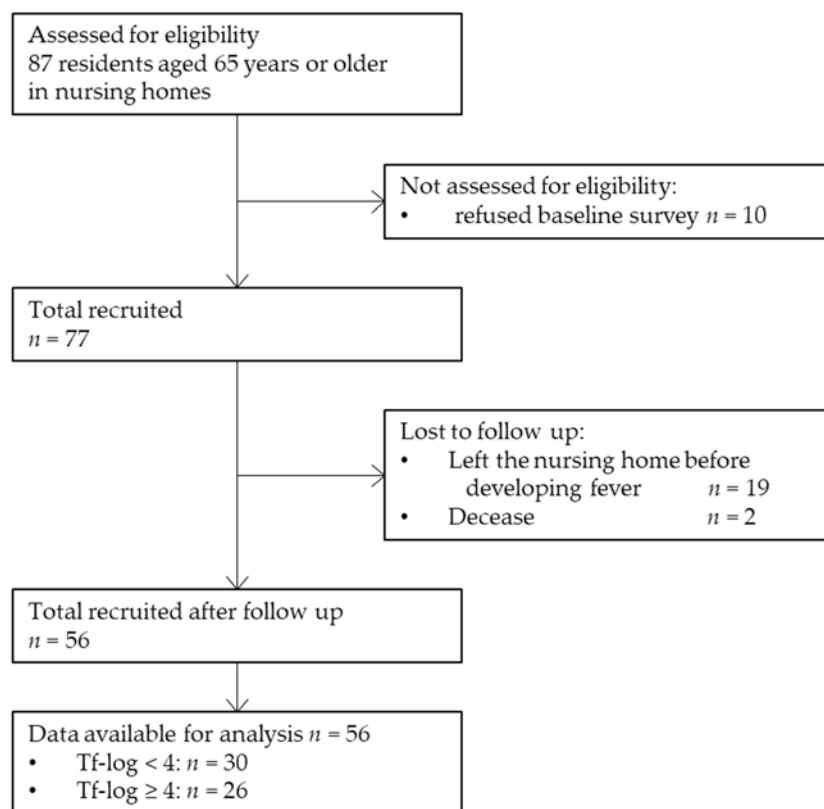 Assessed for eligibility
87 residents aged 65 years or older
in nursing homes
Not assessed for eligibility:
• refused baseline survey n = 10
Total recruited
n = 77
Lost to follow up:
• Left the nursing home before
developing fever n = 19
• Decease n = 2
Total recruited after follow up
n = 56
Data available for analysis n = 56
• Tf-log < 4: n = 30
• Tf-log ≥ 4: n = 26